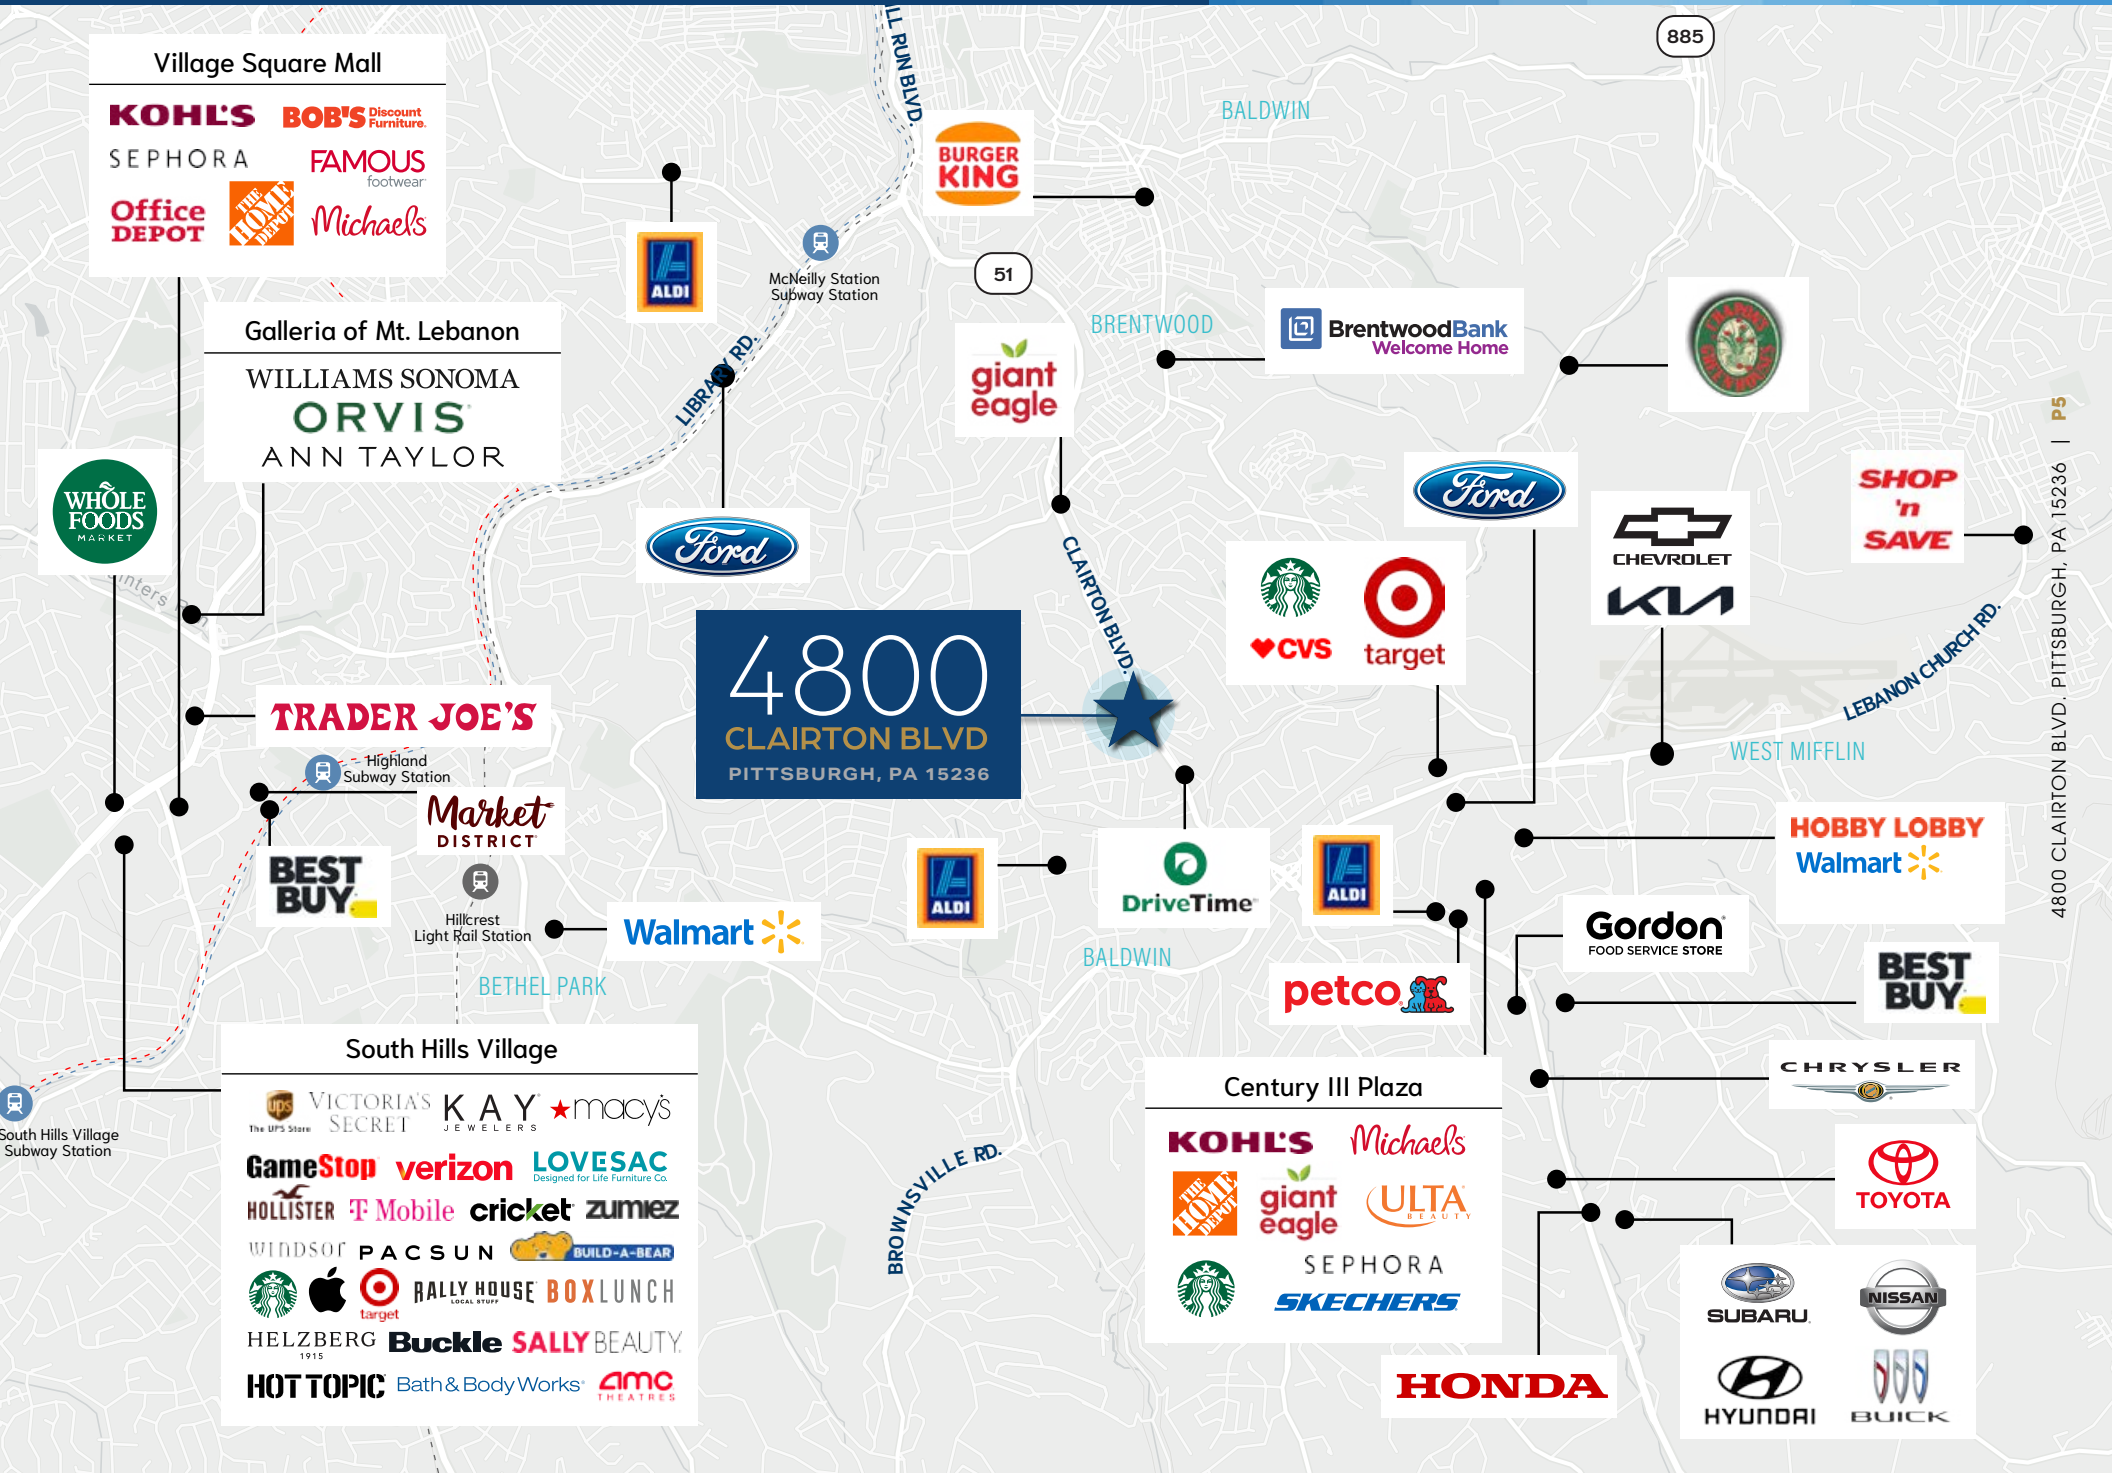 Village Square Mall
KOHL'S
BOB'S Discount Furniture.
SEPHORA
FAMOUS footwear
Office DEPOT
THE HOME DEPOT
Michaels
Galleria of Mt. Lebanon
WILLIAMS SONOMA
ORVIS
ANN TAYLOR
WHOLE FOODS MARKET
ALDI
McNeilly Station
Subway Station
LIBRARY RD.
Ford
LL RUN BLVD.
BURGER KING
51
BALDWIN
885
BRENTWOOD
giant eagle
BrentwoodBank
Welcome Home
CLAIRTON BLVD.
4800
CLAIRTON BLVD
PITTSBURGH, PA 15236
CVS
target
Ford
CHEVROLET
KIA
SHOP
'n
SAVE
LEBANON CHURCH RD.
WEST MIFFLIN
4800 CLAIRTON BLVD, PITTSBURGH, PA 15236 | P5
TRADER JOE'S
Highland
Subway Station
Market
DISTRICT
BEST BUY
Hillcrest
Light Rail Station
Walmart
BETHEL PARK
ALDI
DriveTime
ALDI
BALDWIN
petco
HOBBY LOBBY
Walmart
Gordon
FOOD SERVICE STORE
BEST BUY
CHRYSLER
TOYOTA
SUBARU
NISSAN
HYUNDAI
BUICK
HONDA
South Hills Village
Subway Station
South Hills Village
ups
The UPS Store
VICTORIA'S SECRET
KAY
JEWELERS
macy's
GameStop
verizon
LOVESAC
Designed for Life Furniture Co.
HOLLISTER
T Mobile
cricket
zumiez
WINDSOR
PACSUN
BUILD-A-BEAR
target
RALLY HOUSE
LOCAL STUFF
BOXLUNCH
HELZBERG
1915
Buckle
SALLY BEAUTY
HOT TOPIC
Bath & Body Works
amc
THEATRES
BROWNSVILLE RD.
Century III Plaza
KOHL'S
Michaels
THE HOME DEPOT
giant eagle
ULTA
BEAUTY
SEPHORA
SKECHERS